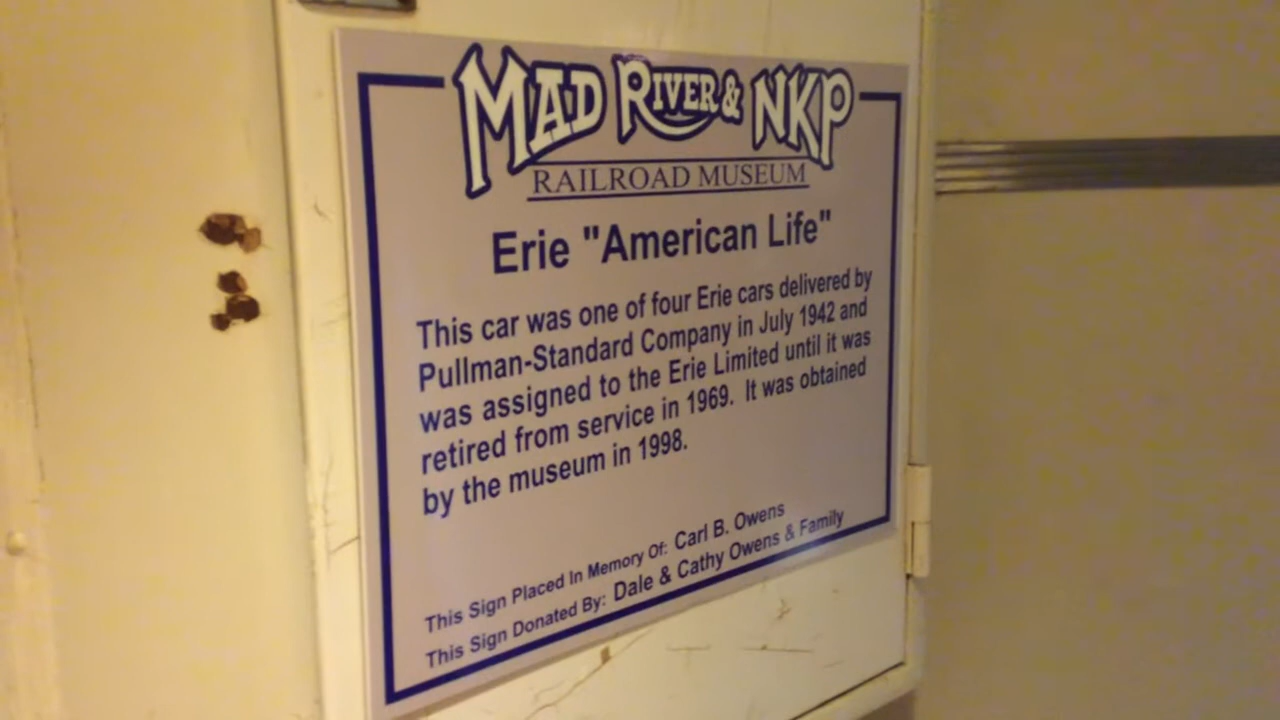 MAD RIVER & NKP
RAILROAD MUSEUM
Erie "American Life"
This car was one of four Erie cars delivered by
Pullman-Standard Company in July 1942 and
was assigned to the Erie Limited until it was
retired from service in 1969. It was obtained
by the museum in 1998.
This Sign Placed In Memory Of: Carl B. Owens
This Sign Donated By: Dale & Cathy Owens & Family